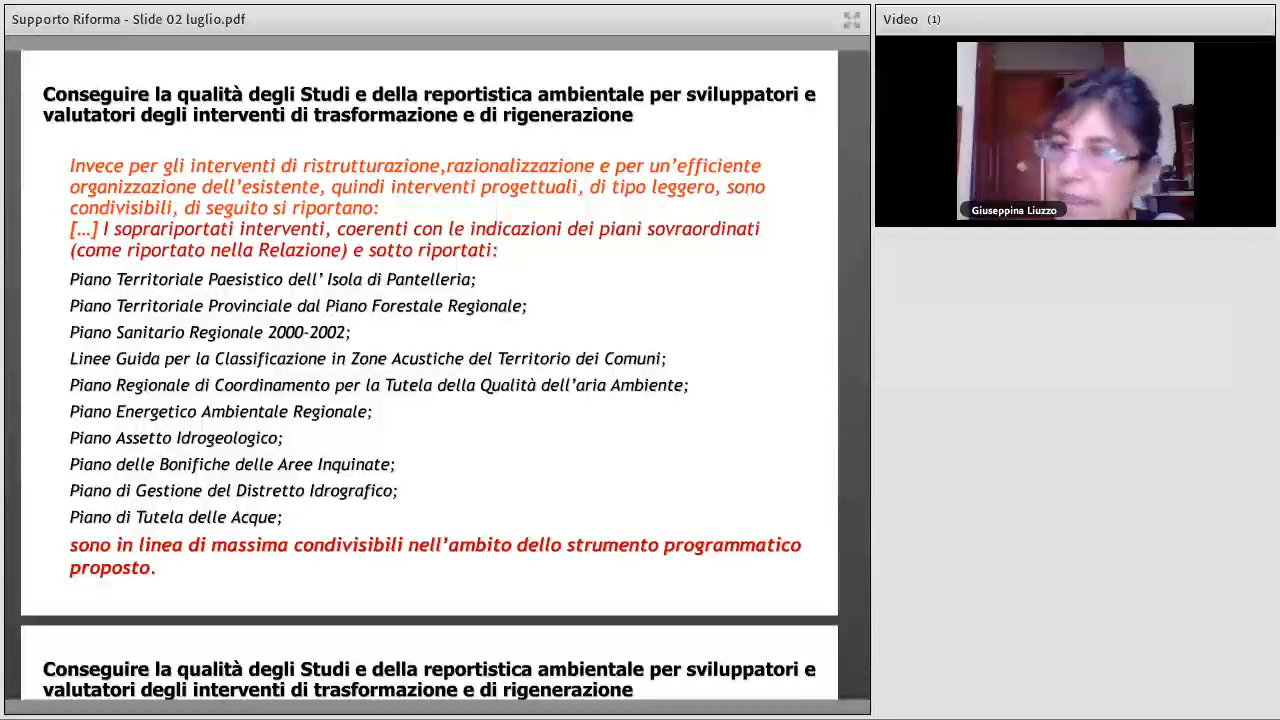 Supporto Riforma - Slide 02 luglio.pdf
Video (1)
Conseguire la qualità degli Studi e della reportistica ambientale per sviluppatori e
valutatori degli interventi di trasformazione e di rigenerazione
Invece per gli interventi di ristrutturazione,razionalizzazione e per un’efficiente
organizzazione dell’esistente, quindi interventi progettuali, di tipo leggero, sono
condivisibili, di seguito si riportano:
[…] I soprariportati interventi, coerenti con le indicazioni dei piani sovraordinati
(come riportato nella Relazione) e sotto riportati:
Piano Territoriale Paesistico dell’ Isola di Pantelleria;
Piano Territoriale Provinciale dal Piano Forestale Regionale;
Piano Sanitario Regionale 2000-2002;
Linee Guida per la Classificazione in Zone Acustiche del Territorio dei Comuni;
Piano Regionale di Coordinamento per la Tutela della Qualità dell’aria Ambiente;
Piano Energetico Ambientale Regionale;
Piano Assetto Idrogeologico;
Piano delle Bonifiche delle Aree Inquinate;
Piano di Gestione del Distretto Idrografico;
Piano di Tutela delle Acque;
sono in linea di massima condivisibili nell’ambito dello strumento programmatico
proposto.
Giuseppina Liuzzo
Conseguire la qualità degli Studi e della reportistica ambientale per sviluppatori e
valutatori degli interventi di trasformazione e di rigenerazione